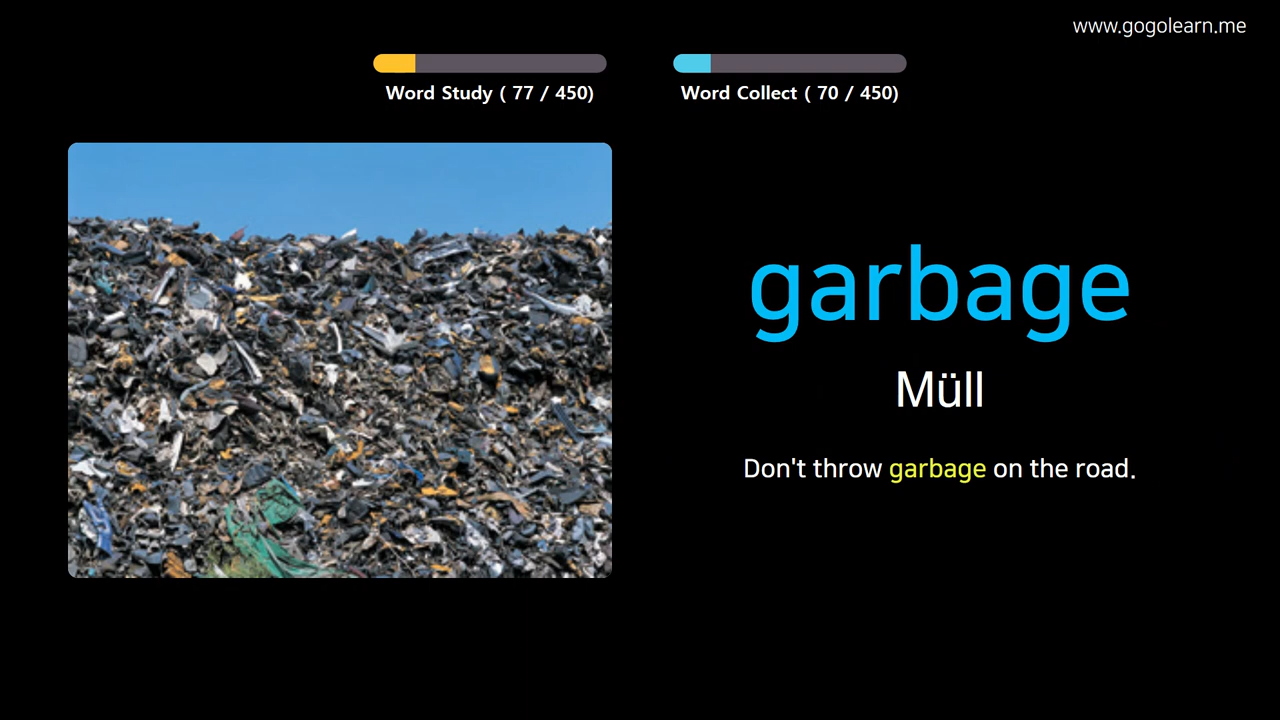 www.gogolearn.me
Word Study ( 77 / 450)
Word Collect ( 70 / 450)
garbage
Müll
Don't throw garbage on the road.